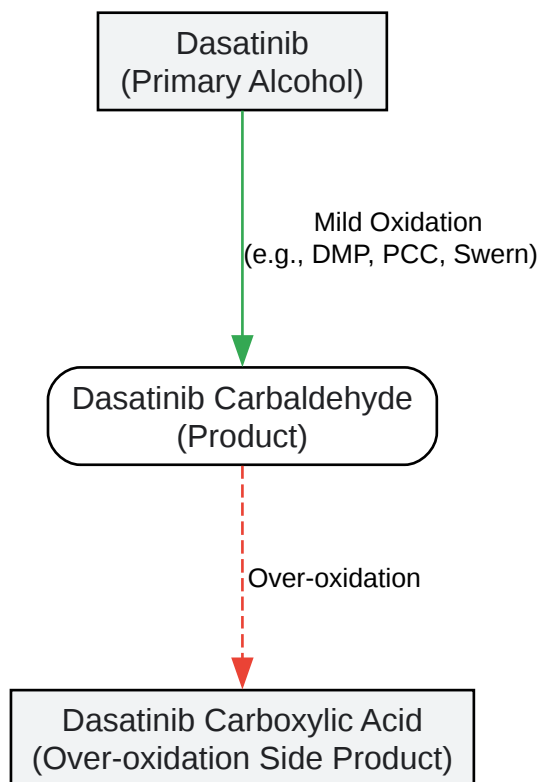 Dasatinib
(Primary Alcohol)
Mild Oxidation
(e.g., DMP, PCC, Swern)
Dasatinib Carbaldehyde
(Product)
Over-oxidation
Dasatinib Carboxylic Acid
(Over-oxidation Side Product)